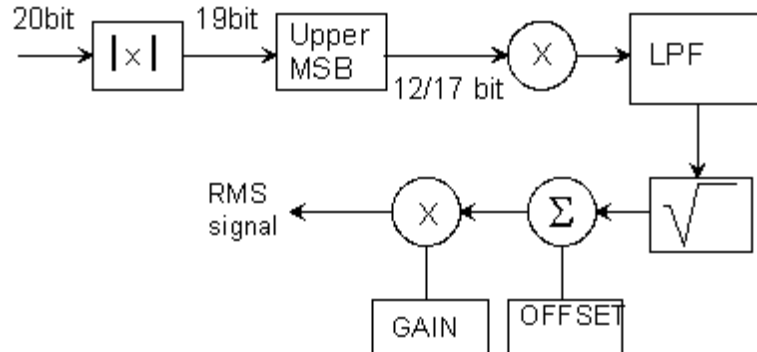 20bit
|x|
19bit
Upper
MSB
12/17 bit
X
LPF
√
Σ
X
RMS
signal
OFFSET
GAIN